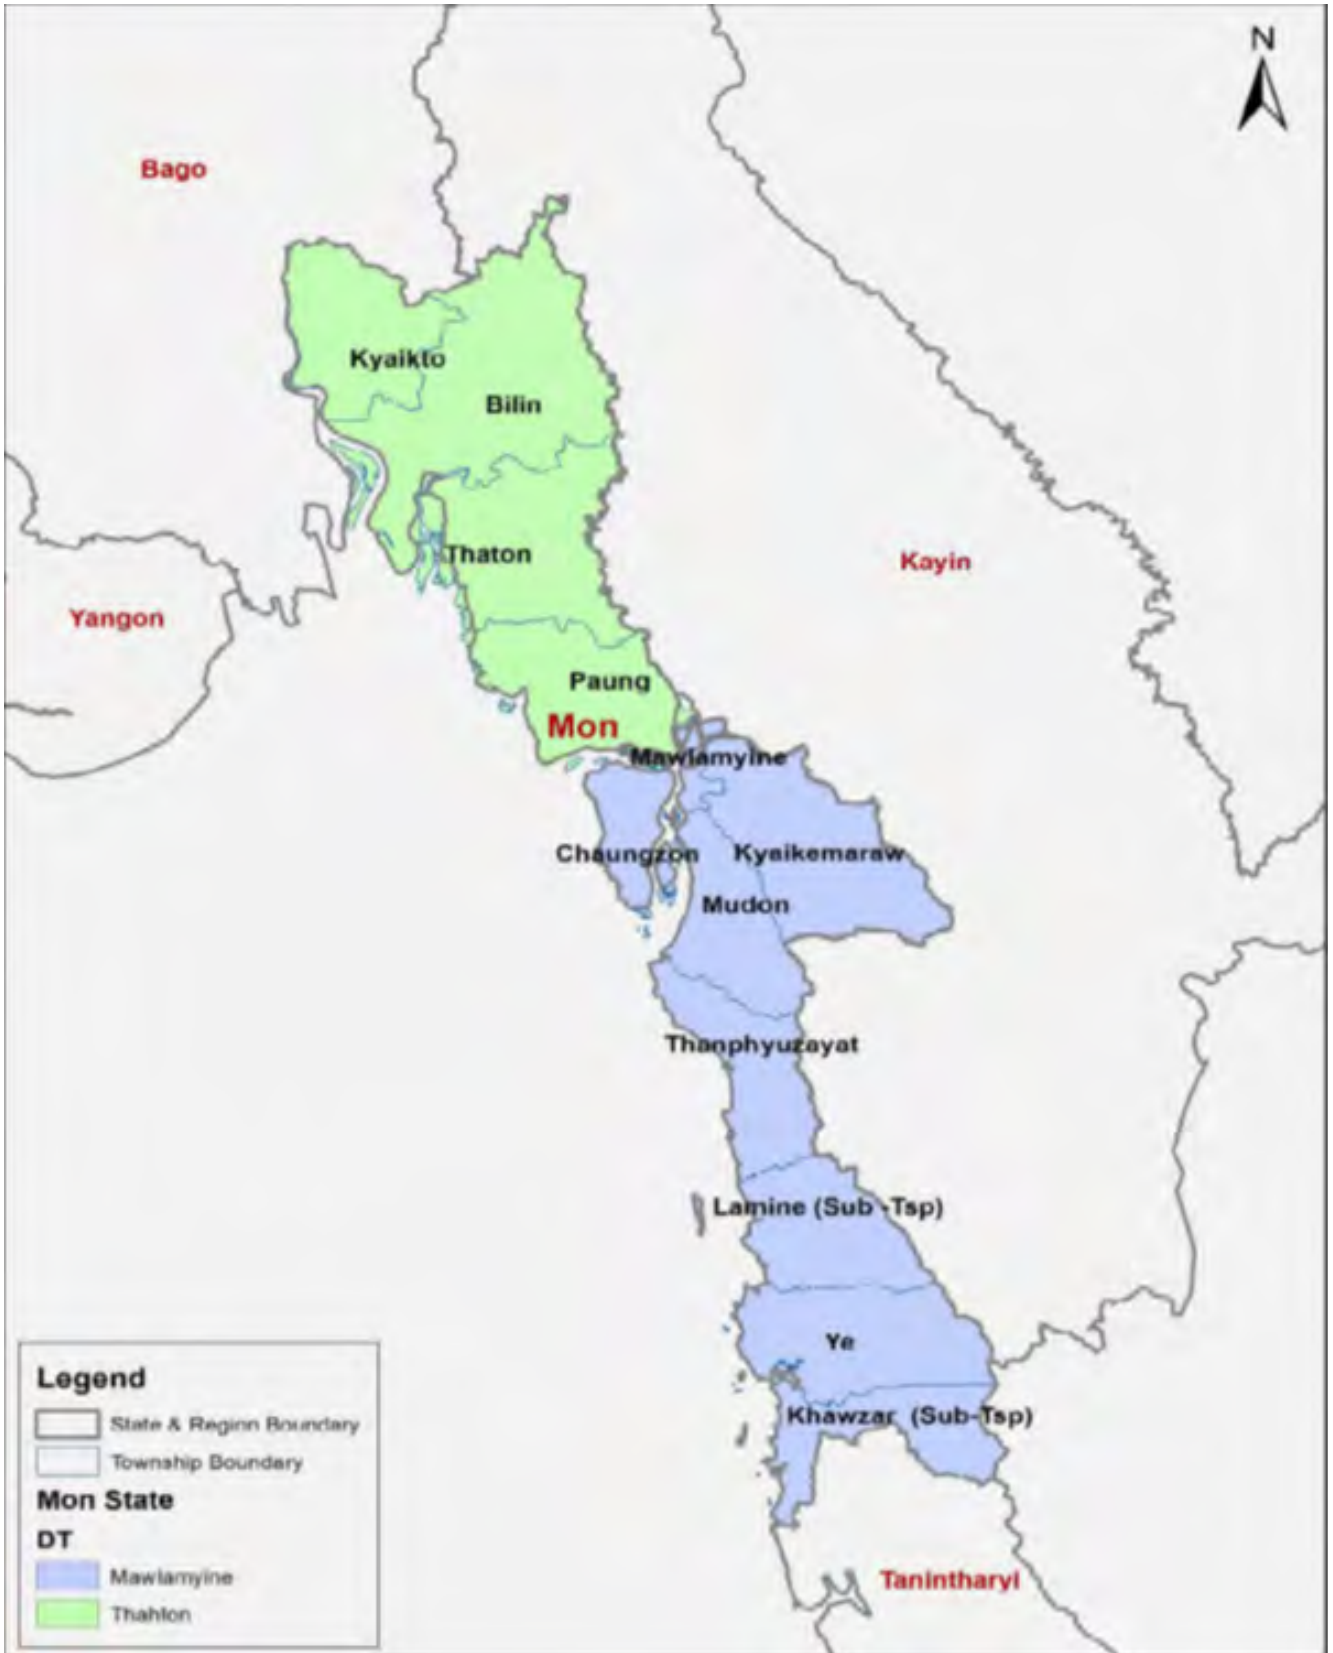 N
Bago
Kyaikto
Bilin
Thaton
Kayin
Yangon
Paung
Mon
Mawlamyine
Chaungzon
Kyaikemaraw
Mudon
Thanphyuzayat
Lamine (Sub -Tsp)
Ye
Khawzar (Sub-Tsp)
Tanintharyi
Legend
State & Region Boundary
Township Boundary
Mon State
DT
Mawlamyine
Thahton